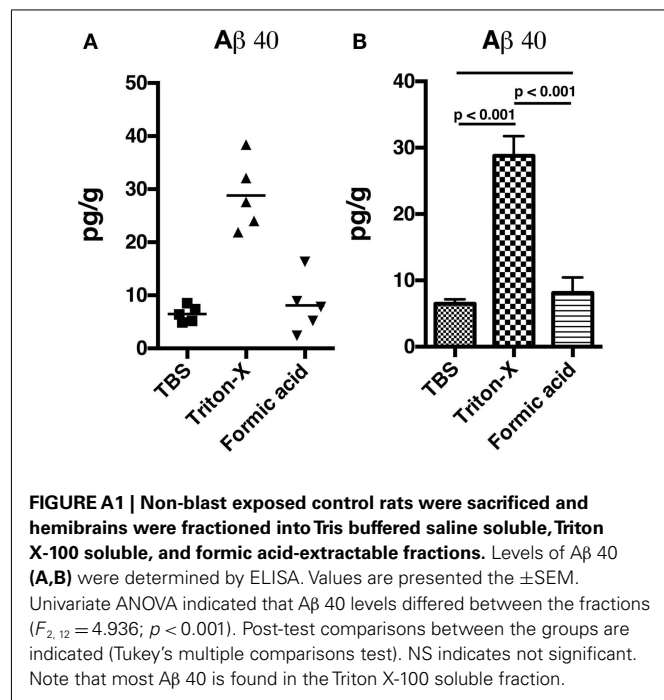 A Aβ 40
50
40
30
20
10
0
pg/g
TBS
Triton-X
Formic acid
B Aβ 40
40
30
20
10
0
pg/g
p < 0.001
p < 0.001
TBS
Triton-X
Formic acid
FIGURE A1 | Non-blast exposed control rats were sacrificed and
hemibrains were fractioned into Tris buffered saline soluble, Triton
X-100 soluble, and formic acid-extractable fractions. Levels of Aβ 40
(A,B) were determined by ELISA. Values are presented the ±SEM.
Univariate ANOVA indicated that Aβ 40 levels differed between the fractions
(F2, 12 = 4.936; p < 0.001). Post-test comparisons between the groups are
indicated (Tukey's multiple comparisons test). NS indicates not significant.
Note that most Aβ 40 is found in the Triton X-100 soluble fraction.